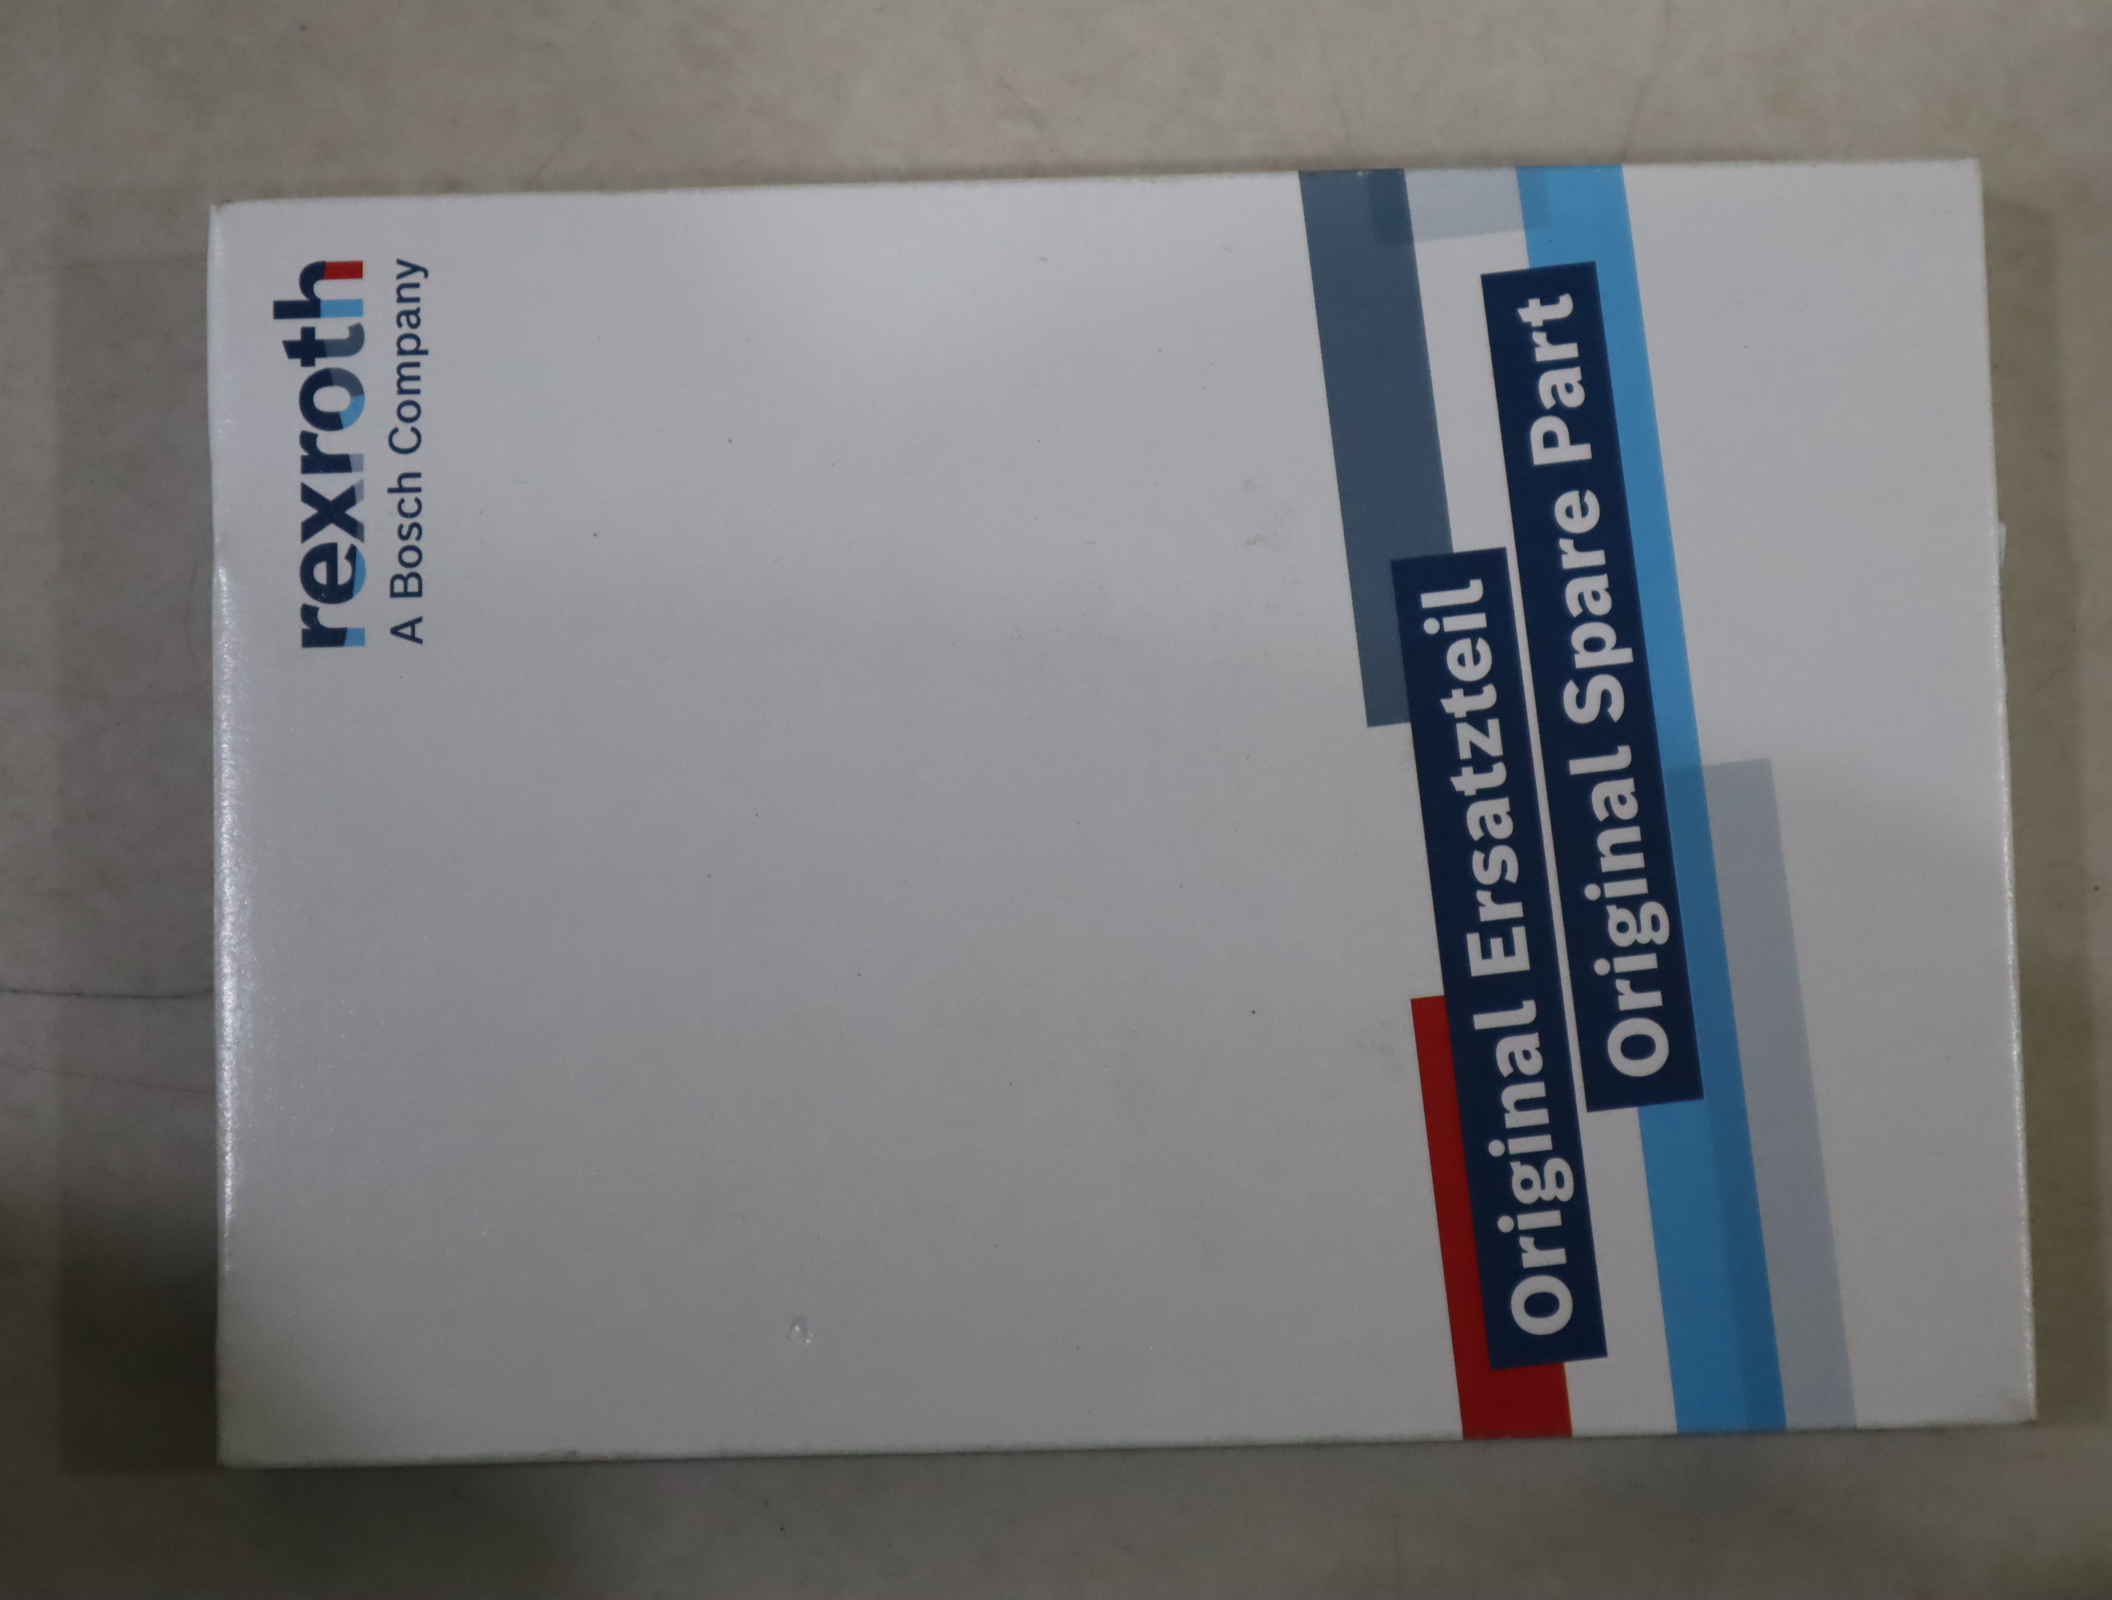 rexroth
A Bosch Company
Original Ersatzteil
Original Spare Part